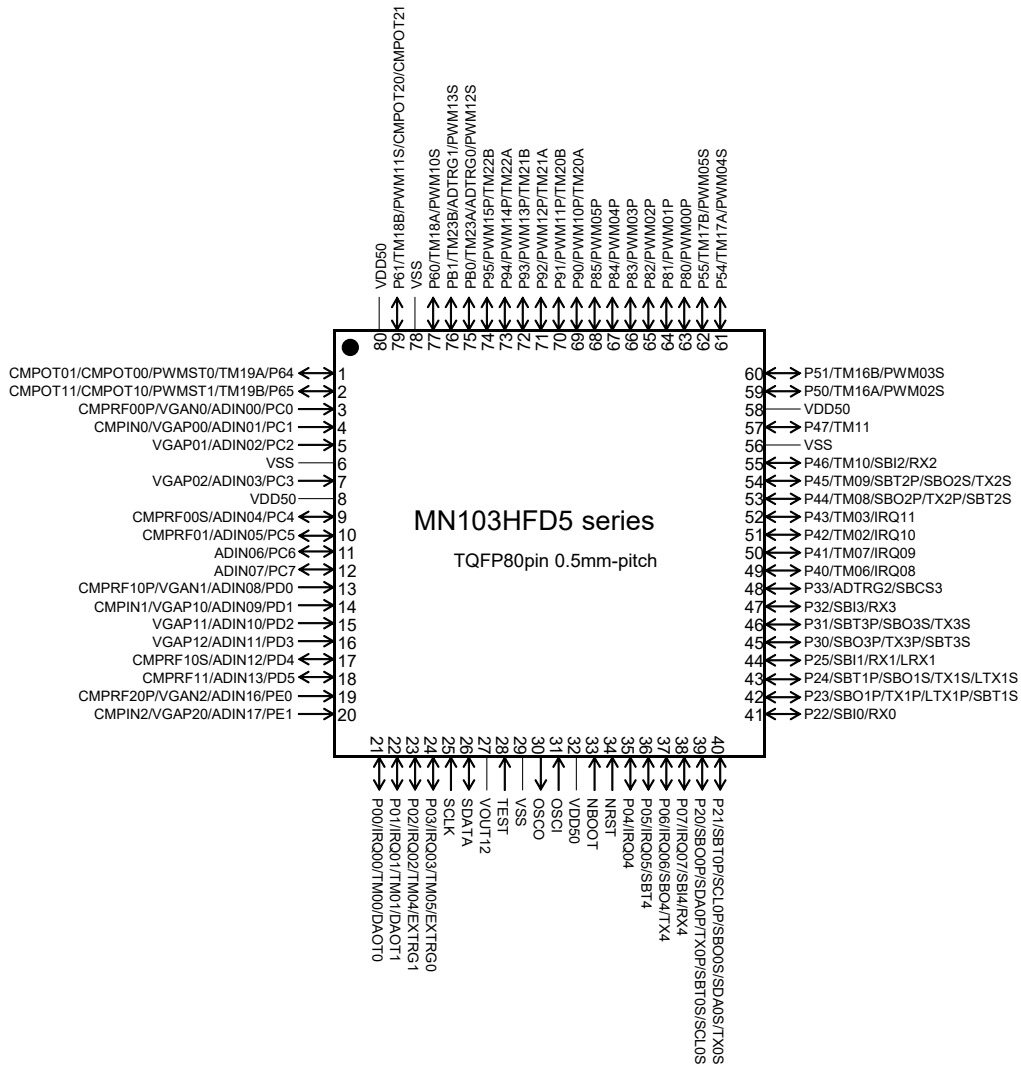 VDD50
P61/TM18B/PWM11S/CMPOT20/CMPOT21
VSS
P60/TM18A/PWM10S
PB1/TM23B/ADTRG1/PWM13S
PB0/TM23A/ADTRG0/PWM12S
P95/PWM15P/TM22B
P94/PWM14P/TM22A
P93/PWM13P/TM21B
P92/PWM12P/TM21A
P91/PWM11P/TM20B
P90/PWM10P/TM20A
P85/PWM05P
P84/PWM04P
P83/PWM03P
P82/PWM02P
P81/PWM01P
P80/PWM00P
P55/TM17B/PWM05S
P54/TM17A/PWM04S
80
79
78
77
76
75
74
73
72
71
70
69
68
67
66
65
64
63
62
61
CMPOT01/CMPOT00/PWMST0/TM19A/P64 1
CMPOT11/CMPOT10/PWMST1/TM19B/P65 2
CMPRF00P/VGAN0/ADIN00/PC0 3
CMPIN0/VGAP00/ADIN01/PC1 4
VGAP01/ADIN02/PC2 5
VSS 6
VGAP02/ADIN03/PC3 7
VDD50 8
CMPRF00S/ADIN04/PC4 9
CMPRF01/ADIN05/PC5 10
ADIN06/PC6 11
ADIN07/PC7 12
CMPRF10P/VGAN1/ADIN08/PD0 13
CMPIN1/VGAP10/ADIN09/PD1 14
VGAP11/ADIN10/PD2 15
VGAP12/ADIN11/PD3 16
CMPRF10S/ADIN12/PD4 17
CMPRF11/ADIN13/PD5 18
CMPRF20P/VGAN2/ADIN16/PE0 19
CMPIN2/VGAP20/ADIN17/PE1 20
MN103HFD5 series
TQFP80pin 0.5mm-pitch
60 P51/TM16B/PWM03S
59 P50/TM16A/PWM02S
58 VDD50
57 P47/TM11
56 VSS
55 P46/TM10/SBI2/RX2
54 P45/TM09/SBT2P/SBO2S/TX2S
53 P44/TM08/SBO2P/TX2P/SBT2S
52 P43/TM03/IRQ11
51 P42/TM02/IRQ10
50 P41/TM07/IRQ09
49 P40/TM06/IRQ08
48 P33/ADTRG2/SBCS3
47 P32/SBI3/RX3
46 P31/SBT3P/SBO3S/TX3S
45 P30/SBO3P/TX3P/SBT3S
44 P25/SBI1/RX1/LRX1
43 P24/SBT1P/SBO1S/TX1S/LTX1S
42 P23/SBO1P/TX1P/LTX1P/SBT1S
41 P22/SBI0/RX0
21
22
23
24
25
26
27
28
29
30
31
32
33
34
35
36
37
38
39
40
P00/IRQ00/TM00/DAOT0
P01/IRQ01/TM01/DAOT1
P02/IRQ02/TM04/EXTRG1
P03/IRQ03/TM05/EXTRG0
SCLK
SDATA
VOUT12
TEST
VSS
OSCO
OSCI
VDD50
NBOOT
NRST
P04/IRQ04
P05/IRQ05/SBT4
P06/IRQ06/SBO4/TX4
P07/IRQ07/SBI4/RX4
P20/SBO0P/SDA0P/TX0P/SBT0S/SCL0S
P21/SBT0P/SCL0P/SBO0S/SDA0S/TX0S